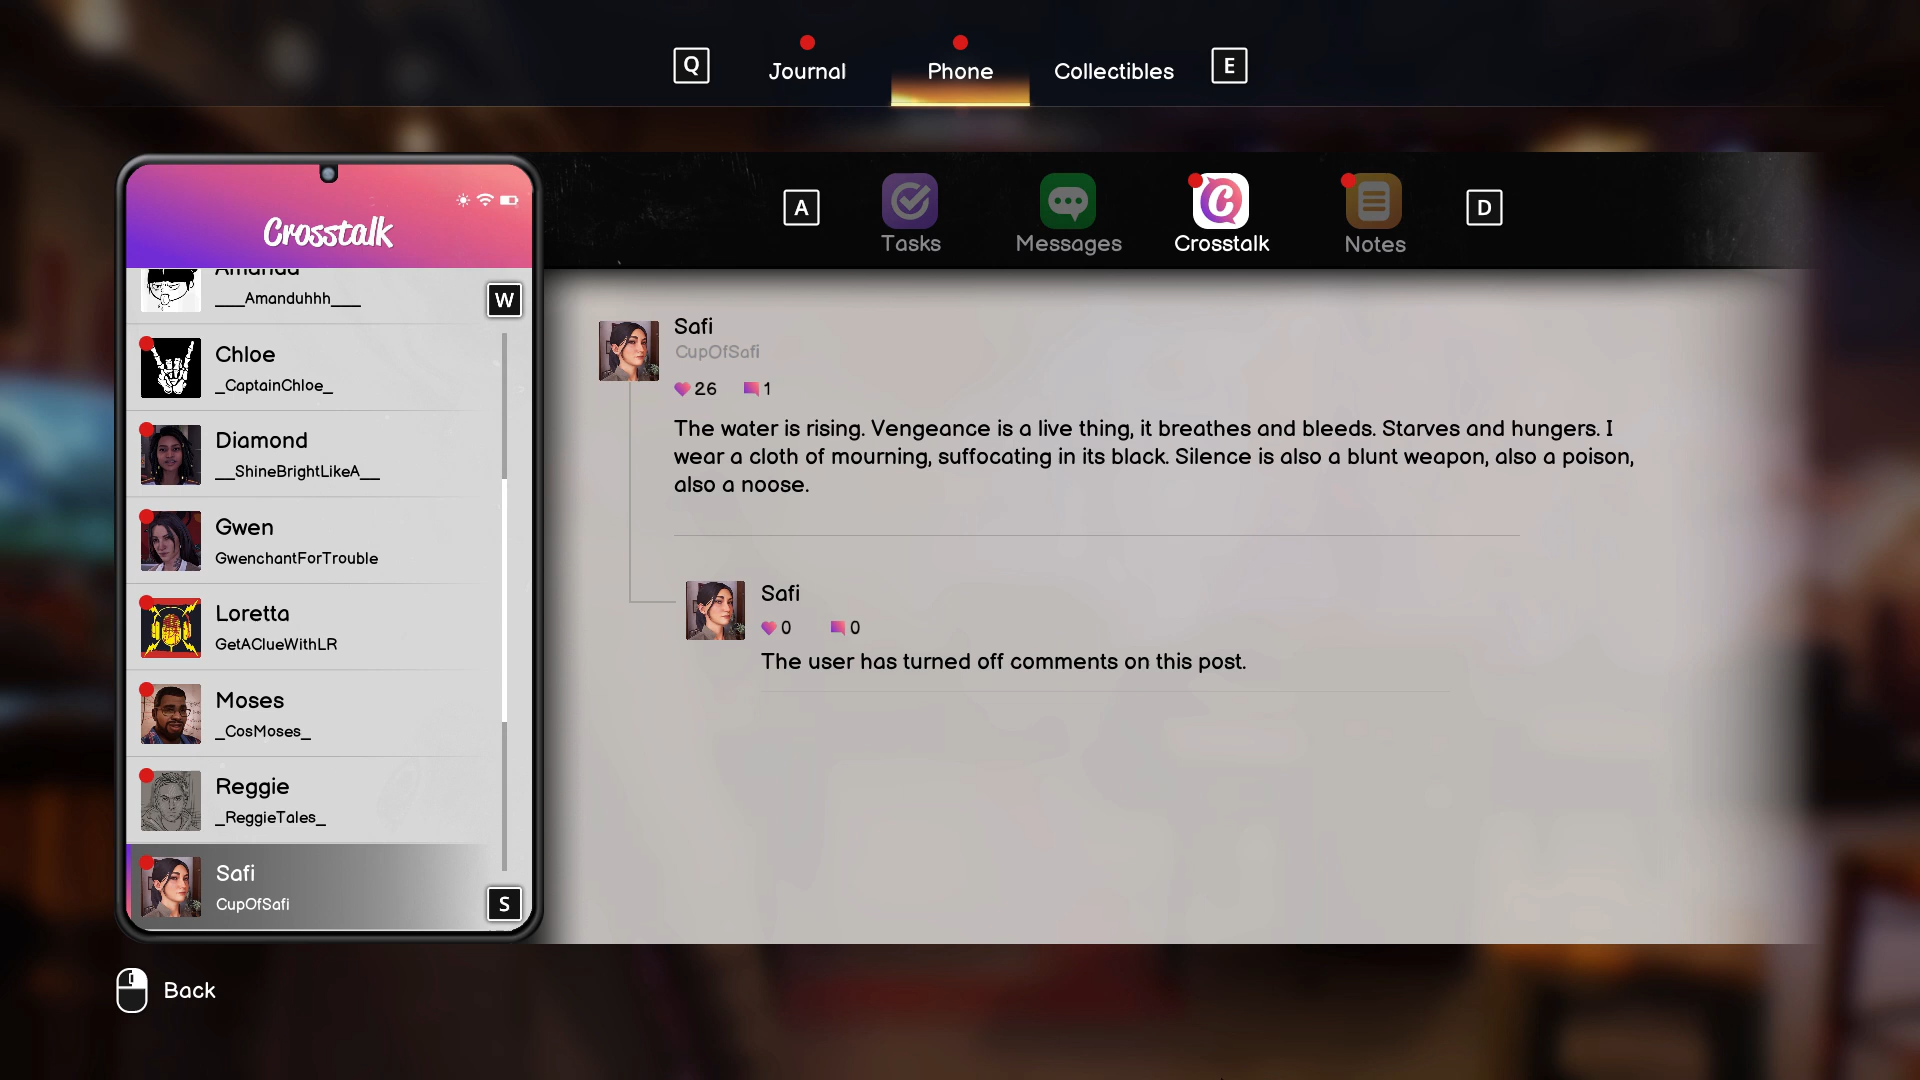 Q
Journal
Phone
Collectibles
E
Crosstalk
A
Tasks
Messages
Crosstalk
Notes
D
Amanda
___Amanduhhh___
W
Chloe
_CaptainChloe_
Diamond
__ShineBrightLikeA__
Gwen
GwenchantForTrouble
Loretta
GetAClueWithLR
Moses
_CosMoses_
Reggie
_ReggieTales_
Safi
CupOfSafi
S
Safi
CupOfSafi
26 1
The water is rising. Vengeance is a live thing, it breathes and bleeds. Starves and hungers. I
wear a cloth of mourning, suffocating in its black. Silence is also a blunt weapon, also a poison,
also a noose.
Safi
0 0
The user has turned off comments on this post.
Back